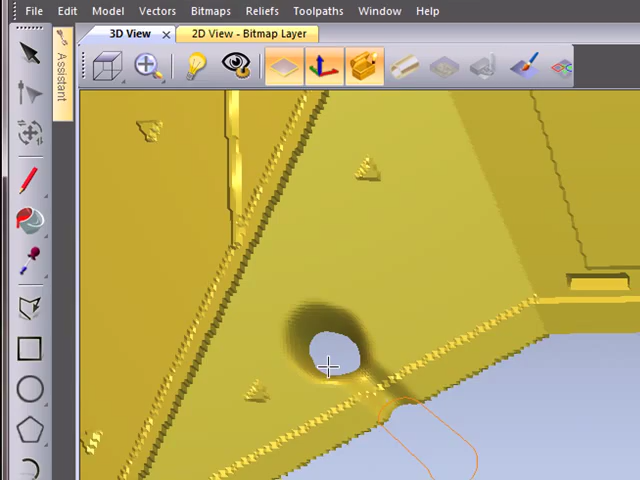 File Edit Model Vectors Bitmaps Reliefs Toolpaths Window Help
3D View 2D View - Bitmap Layer
Assistant